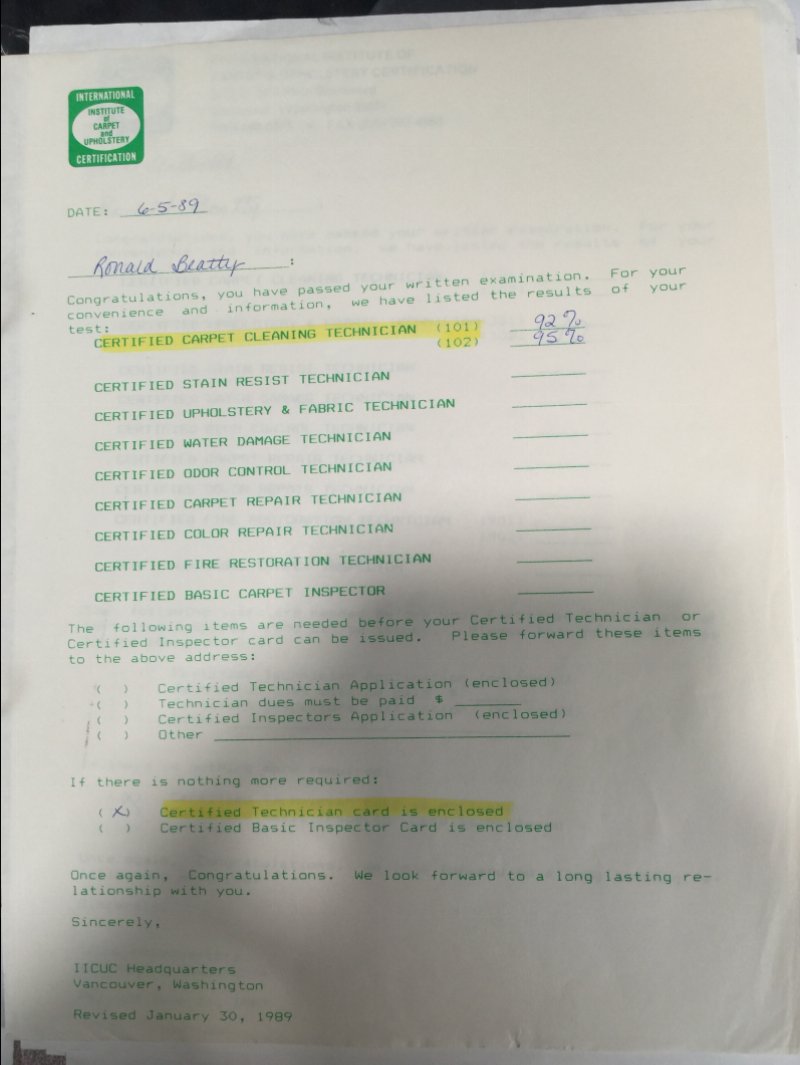 INTERNATIONAL
INSTITUTE
of
CARPET
and
UPHOLSTERY
CERTIFICATION
DATE: 6-5-89
Ronald Beatty :
Congratulations, you have passed your written examination. For your
convenience and information, we have listed the results of your
test:
CERTIFIED CARPET CLEANING TECHNICIAN (101) 92%
(102) 95%
CERTIFIED STAIN RESIST TECHNICIAN
CERTIFIED UPHOLSTERY & FABRIC TECHNICIAN
CERTIFIED WATER DAMAGE TECHNICIAN
CERTIFIED ODOR CONTROL TECHNICIAN
CERTIFIED CARPET REPAIR TECHNICIAN
CERTIFIED COLOR REPAIR TECHNICIAN
CERTIFIED FIRE RESTORATION TECHNICIAN
CERTIFIED BASIC CARPET INSPECTOR
The following items are needed before your Certified Technician or
Certified Inspector card can be issued. Please forward these items
to the above address:
( ) Certified Technician Application (enclosed)
( ) Technician dues must be paid $ ______
( ) Certified Inspectors Application (enclosed)
( ) Other ______
If there is nothing more required:
(X) Certified Technician card is enclosed
( ) Certified Basic Inspector Card is enclosed
Once again, Congratulations. We look forward to a long lasting re-
lationship with you.
Sincerely,
IICUC Headquarters
Vancouver, Washington
Revised January 30, 1989